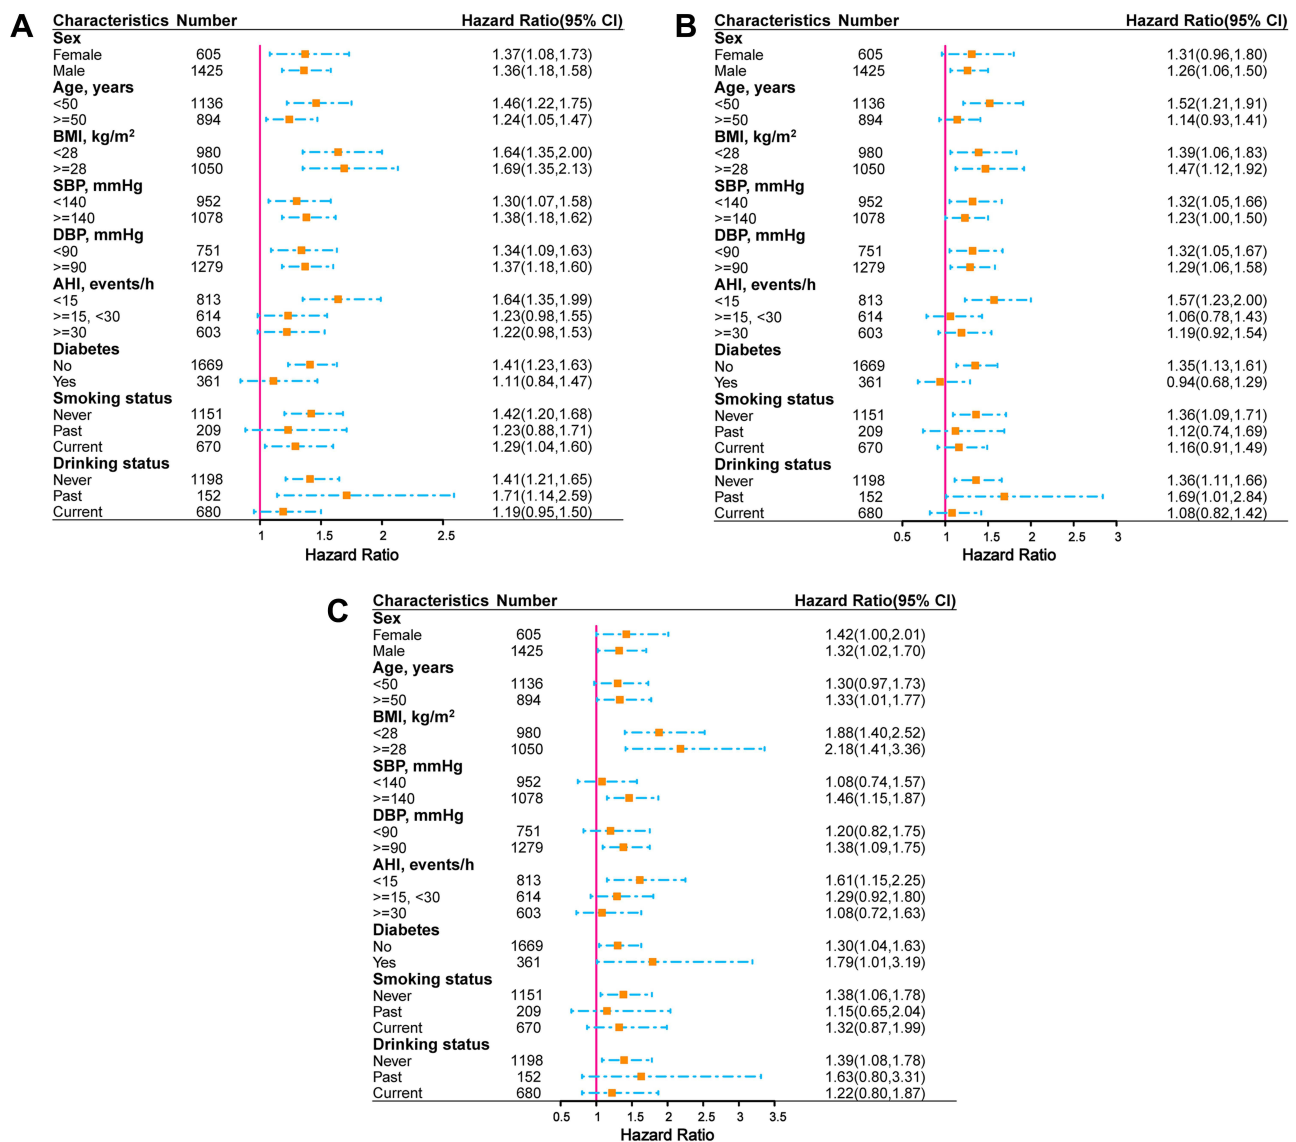 A
Characteristics Number Hazard Ratio(95% CI)
Sex
Female 605 1.37(1.08,1.73)
Male 1425 1.36(1.18,1.58)
Age, years
<50 1136 1.46(1.22,1.75)
>=50 894 1.24(1.05,1.47)
BMI, kg/m²
<28 980 1.64(1.35,2.00)
>=28 1050 1.69(1.35,2.13)
SBP, mmHg
<140 952 1.30(1.07,1.58)
>=140 1078 1.38(1.18,1.62)
DBP, mmHg
<90 751 1.34(1.09,1.63)
>=90 1279 1.37(1.18,1.60)
AHI, events/h
<15 813 1.64(1.35,1.99)
>=15, <30 614 1.23(0.98,1.55)
>=30 603 1.22(0.98,1.53)
Diabetes
No 1669 1.41(1.23,1.63)
Yes 361 1.11(0.84,1.47)
Smoking status
Never 1151 1.42(1.20,1.68)
Past 209 1.23(0.88,1.71)
Current 670 1.29(1.04,1.60)
Drinking status
Never 1198 1.41(1.21,1.65)
Past 152 1.71(1.14,2.59)
Current 680 1.19(0.95,1.50)
1 1.5 2 2.5
Hazard Ratio
B
Characteristics Number Hazard Ratio(95% CI)
Sex
Female 605 1.31(0.96,1.80)
Male 1425 1.26(1.06,1.50)
Age, years
<50 1136 1.52(1.21,1.91)
>=50 894 1.14(0.93,1.41)
BMI, kg/m²
<28 980 1.39(1.06,1.83)
>=28 1050 1.47(1.12,1.92)
SBP, mmHg
<140 952 1.32(1.05,1.66)
>=140 1078 1.23(1.00,1.50)
DBP, mmHg
<90 751 1.32(1.05,1.67)
>=90 1279 1.29(1.06,1.58)
AHI, events/h
<15 813 1.57(1.23,2.00)
>=15, <30 614 1.06(0.78,1.43)
>=30 603 1.19(0.92,1.54)
Diabetes
No 1669 1.35(1.13,1.61)
Yes 361 0.94(0.68,1.29)
Smoking status
Never 1151 1.36(1.09,1.71)
Past 209 1.12(0.74,1.69)
Current 670 1.16(0.91,1.49)
Drinking status
Never 1198 1.36(1.11,1.66)
Past 152 1.69(1.01,2.84)
Current 680 1.08(0.82,1.42)
0.5 1 1.5 2 2.5 3
Hazard Ratio
C
Characteristics Number Hazard Ratio(95% CI)
Sex
Female 605 1.42(1.00,2.01)
Male 1425 1.32(1.02,1.70)
Age, years
<50 1136 1.30(0.97,1.73)
>=50 894 1.33(1.01,1.77)
BMI, kg/m²
<28 980 1.88(1.40,2.52)
>=28 1050 2.18(1.41,3.36)
SBP, mmHg
<140 952 1.08(0.74,1.57)
>=140 1078 1.46(1.15,1.87)
DBP, mmHg
<90 751 1.20(0.82,1.75)
>=90 1279 1.38(1.09,1.75)
AHI, events/h
<15 813 1.61(1.15,2.25)
>=15, <30 614 1.29(0.92,1.80)
>=30 603 1.08(0.72,1.63)
Diabetes
No 1669 1.30(1.04,1.63)
Yes 361 1.79(1.01,3.19)
Smoking status
Never 1151 1.38(1.06,1.78)
Past 209 1.15(0.65,2.04)
Current 670 1.32(0.87,1.99)
Drinking status
Never 1198 1.39(1.08,1.78)
Past 152 1.63(0.80,3.31)
Current 680 1.22(0.80,1.87)
0.5 1 1.5 2 2.5 3 3.5
Hazard Ratio